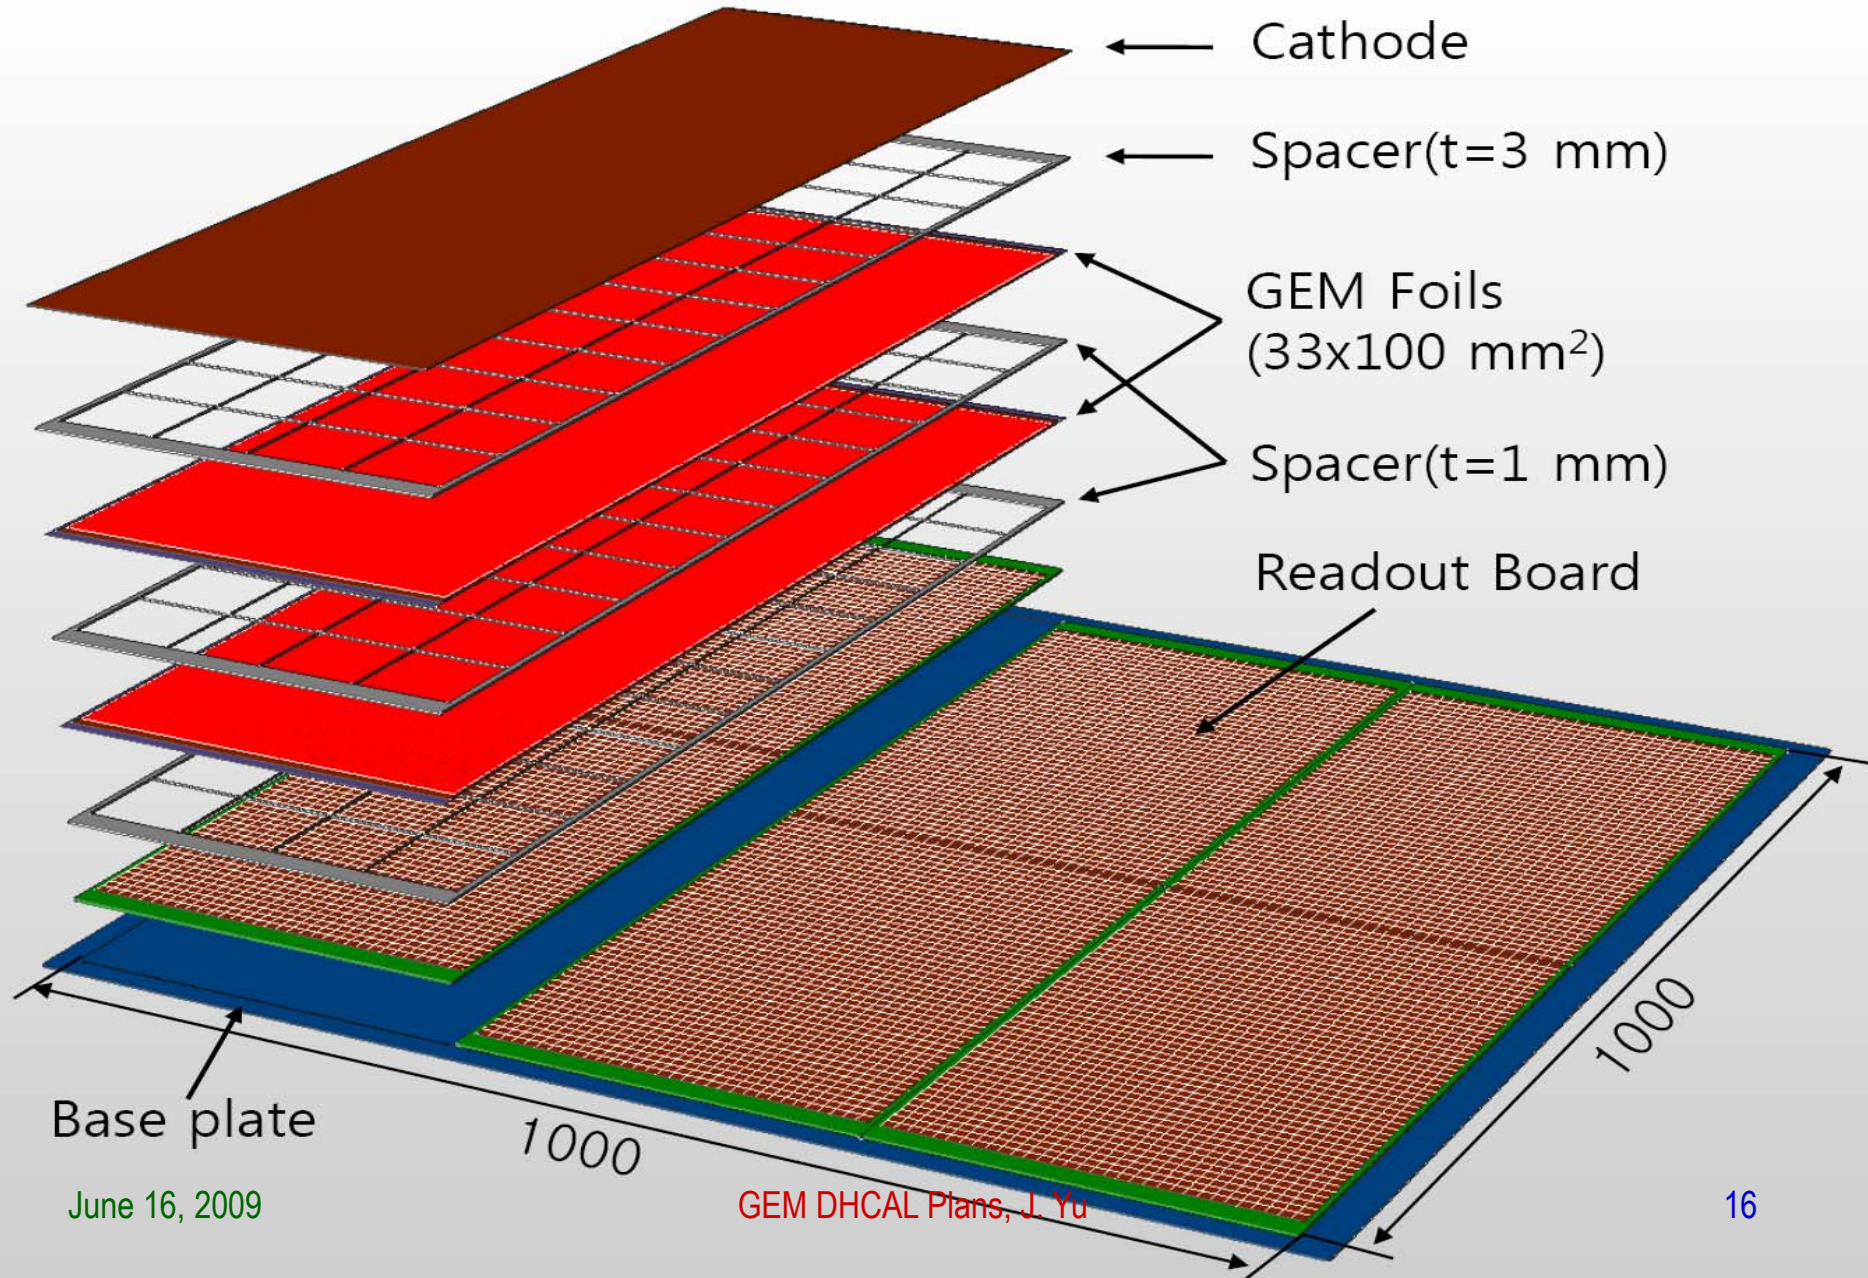 Cathode
Spacer(t=3 mm)
GEM Foils
(33x100 mm²)
Spacer(t=1 mm)
Readout Board
1000
Base plate
1000
June 16, 2009
GEM DHCAL Plans, J. Yu
16